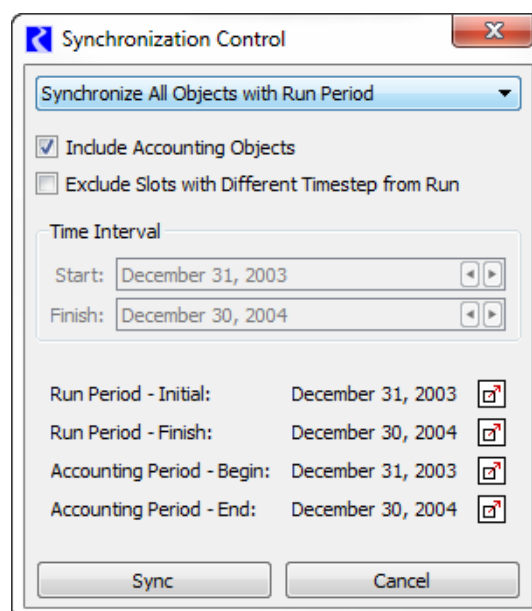 Synchronization Control
Synchronize All Objects with Run Period
Include Accounting Objects
Exclude Slots with Different Timestep from Run
Time Interval
Start: December 31, 2003
Finish: December 30, 2004
Run Period - Initial: December 31, 2003
Run Period - Finish: December 30, 2004
Accounting Period - Begin: December 31, 2003
Accounting Period - End: December 30, 2004
Sync Cancel